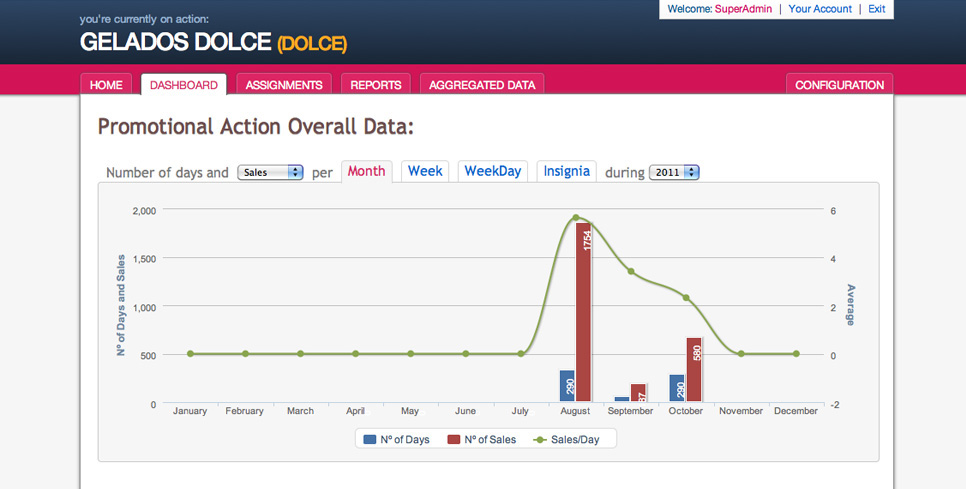 you're currently on action:
Welcome: SuperAdmin | Your Account | Exit
GELADOS DOLCE (DOLCE)
HOME DASHBOARD ASSIGNMENTS REPORTS AGGREGATED DATA CONFIGURATION
Promotional Action Overall Data:
Number of days and Sales per Month Week WeekDay Insignia during 2011
Nº of Days and Sales
2,000
1,500
1,000
500
0
6
4
2
0
-2
Average
290
1754
290
580
January February March April May June July August September October November December
Nº of Days Nº of Sales Sales/Day